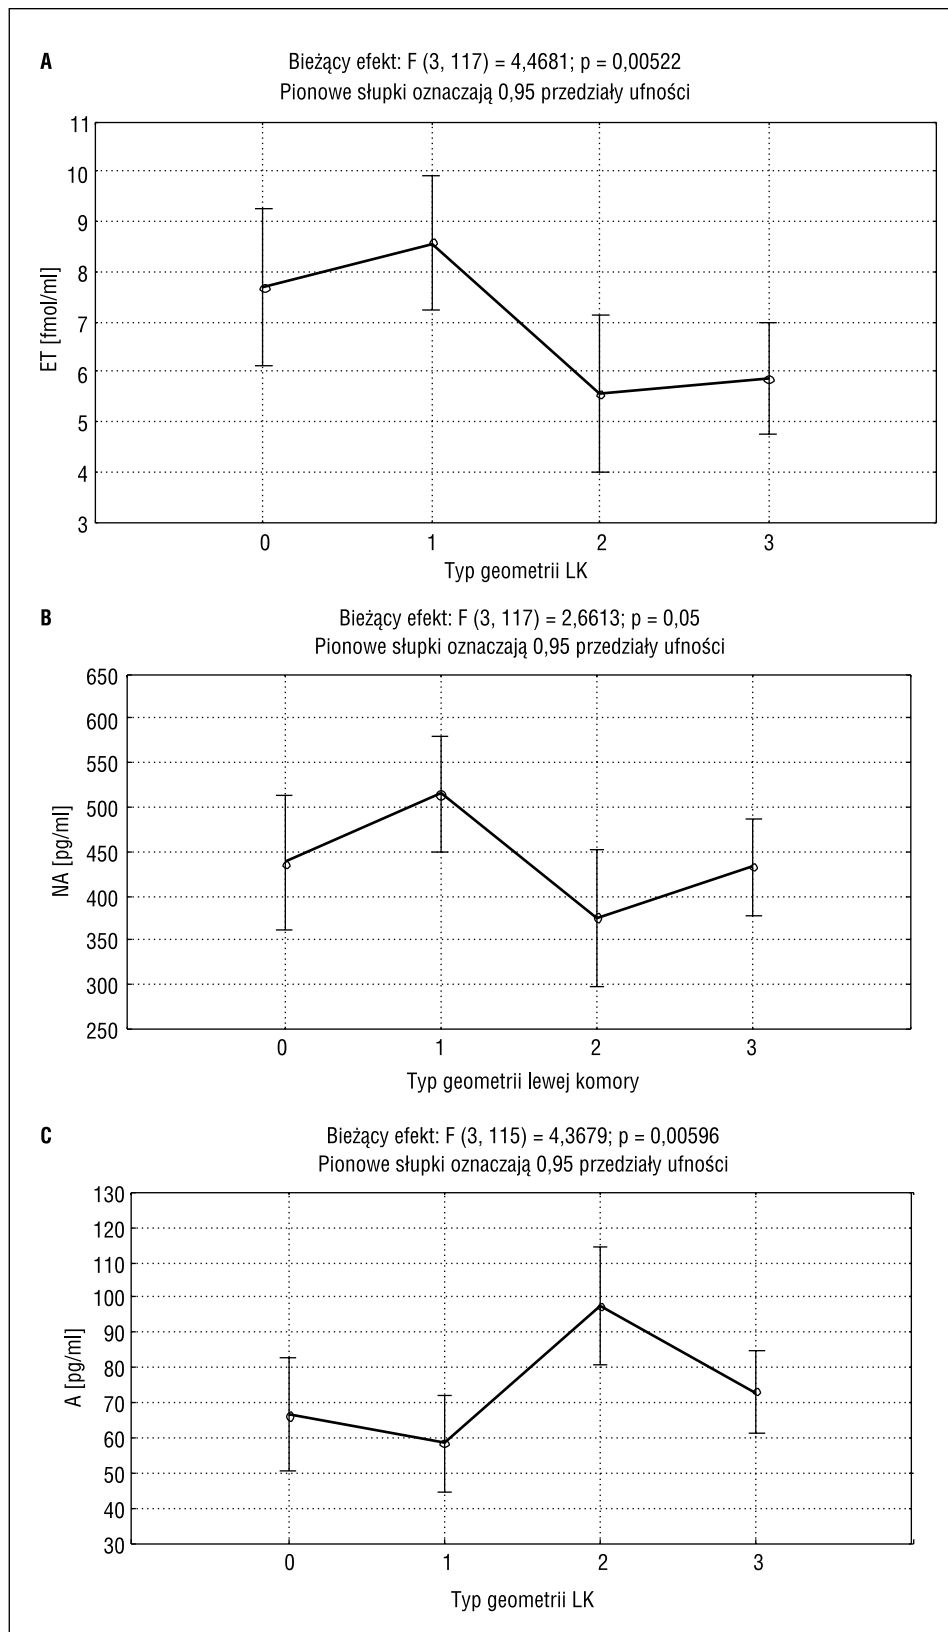 A
Bieżący efekt: F (3, 117) = 4,4681; p = 0,00522
Pionowe słupki oznaczają 0,95 przedziały ufności
ET [fmol/ml]
11
10
9
8
7
6
5
4
3
0 1 2 3
Typ geometrii LK
B
Bieżący efekt: F (3, 117) = 2,6613; p = 0,05
Pionowe słupki oznaczają 0,95 przedziały ufności
NA [pg/ml]
650
600
550
500
450
400
350
300
250
0 1 2 3
Typ geometrii lewej komory
C
Bieżący efekt: F (3, 115) = 4,3679; p = 0,00596
Pionowe słupki oznaczają 0,95 przedziały ufności
A [pg/ml]
130
120
110
100
90
80
70
60
50
40
30
0 1 2 3
Typ geometrii LK